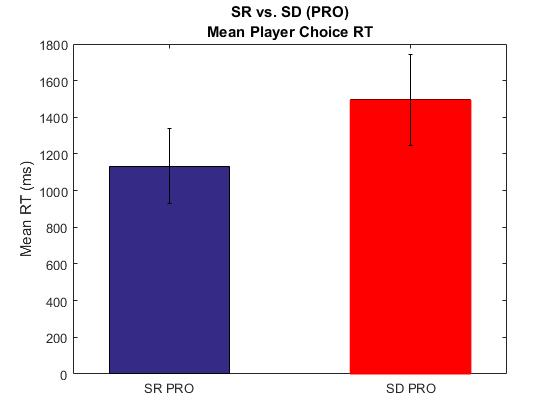 SR vs. SD (PRO)
Mean Player Choice RT
Mean RT (ms)
1800
1600
1400
1200
1000
800
600
400
200
0
SR PRO
SD PRO